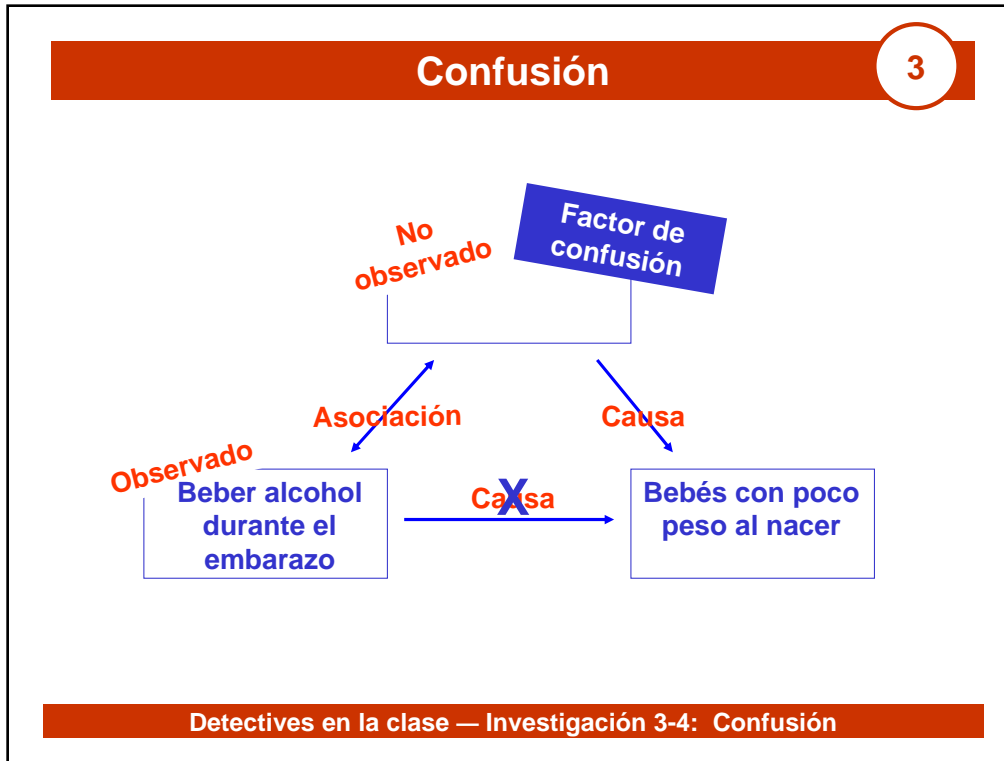 Confusión
3
No
observado
Factor de
confusión
Asociación
Causa
Observado
Beber alcohol
durante el
embarazo
Causa
X
Bebés con poco
peso al nacer
Detectives en la clase — Investigación 3-4: Confusión